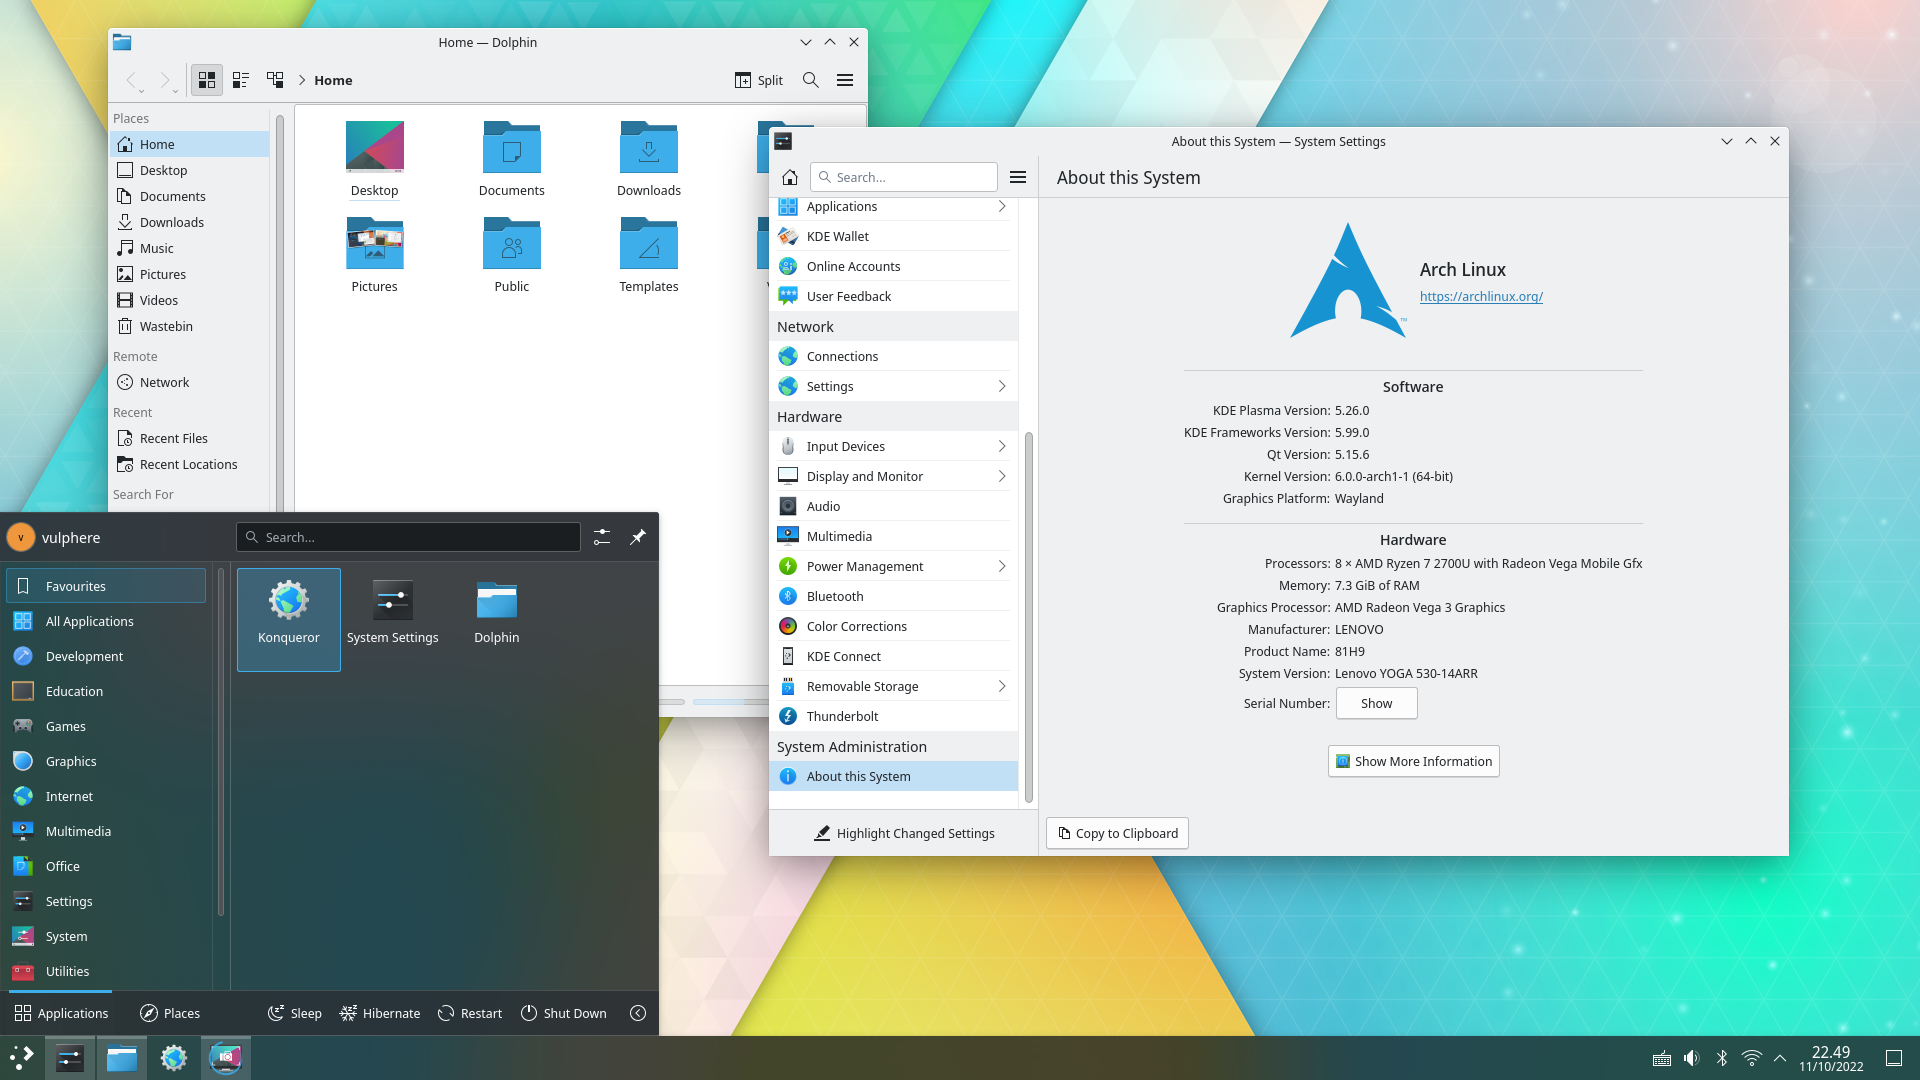 Home — Dolphin
Home
Split
Places
Home
Desktop
Documents
Downloads
Music
Pictures
Videos
Wastebin
Remote
Network
Recent
Recent Files
Recent Locations
Search For
Desktop
Documents
Downloads
Pictures
Public
Templates
About this System — System Settings
Search...
About this System
Applications
KDE Wallet
Online Accounts
User Feedback
Network
Connections
Settings
Hardware
Input Devices
Display and Monitor
Audio
Multimedia
Power Management
Bluetooth
Color Corrections
KDE Connect
Removable Storage
Thunderbolt
System Administration
About this System
Highlight Changed Settings
Arch Linux
https://archlinux.org/
TM
Software
KDE Plasma Version: 5.26.0
KDE Frameworks Version: 5.99.0
Qt Version: 5.15.6
Kernel Version: 6.0.0-arch1-1 (64-bit)
Graphics Platform: Wayland
Hardware
Processors: 8 × AMD Ryzen 7 2700U with Radeon Vega Mobile Gfx
Memory: 7.3 GiB of RAM
Graphics Processor: AMD Radeon Vega 3 Graphics
Manufacturer: LENOVO
Product Name: 81H9
System Version: Lenovo YOGA 530-14ARR
Serial Number: Show
Show More Information
Copy to Clipboard
v
vulphere
Search...
Favourites
All Applications
Development
Education
Games
Graphics
Internet
Multimedia
Office
Settings
System
Utilities
Konqueror
System Settings
Dolphin
Applications
Places
Sleep
Hibernate
Restart
Shut Down
22.49
11/10/2022